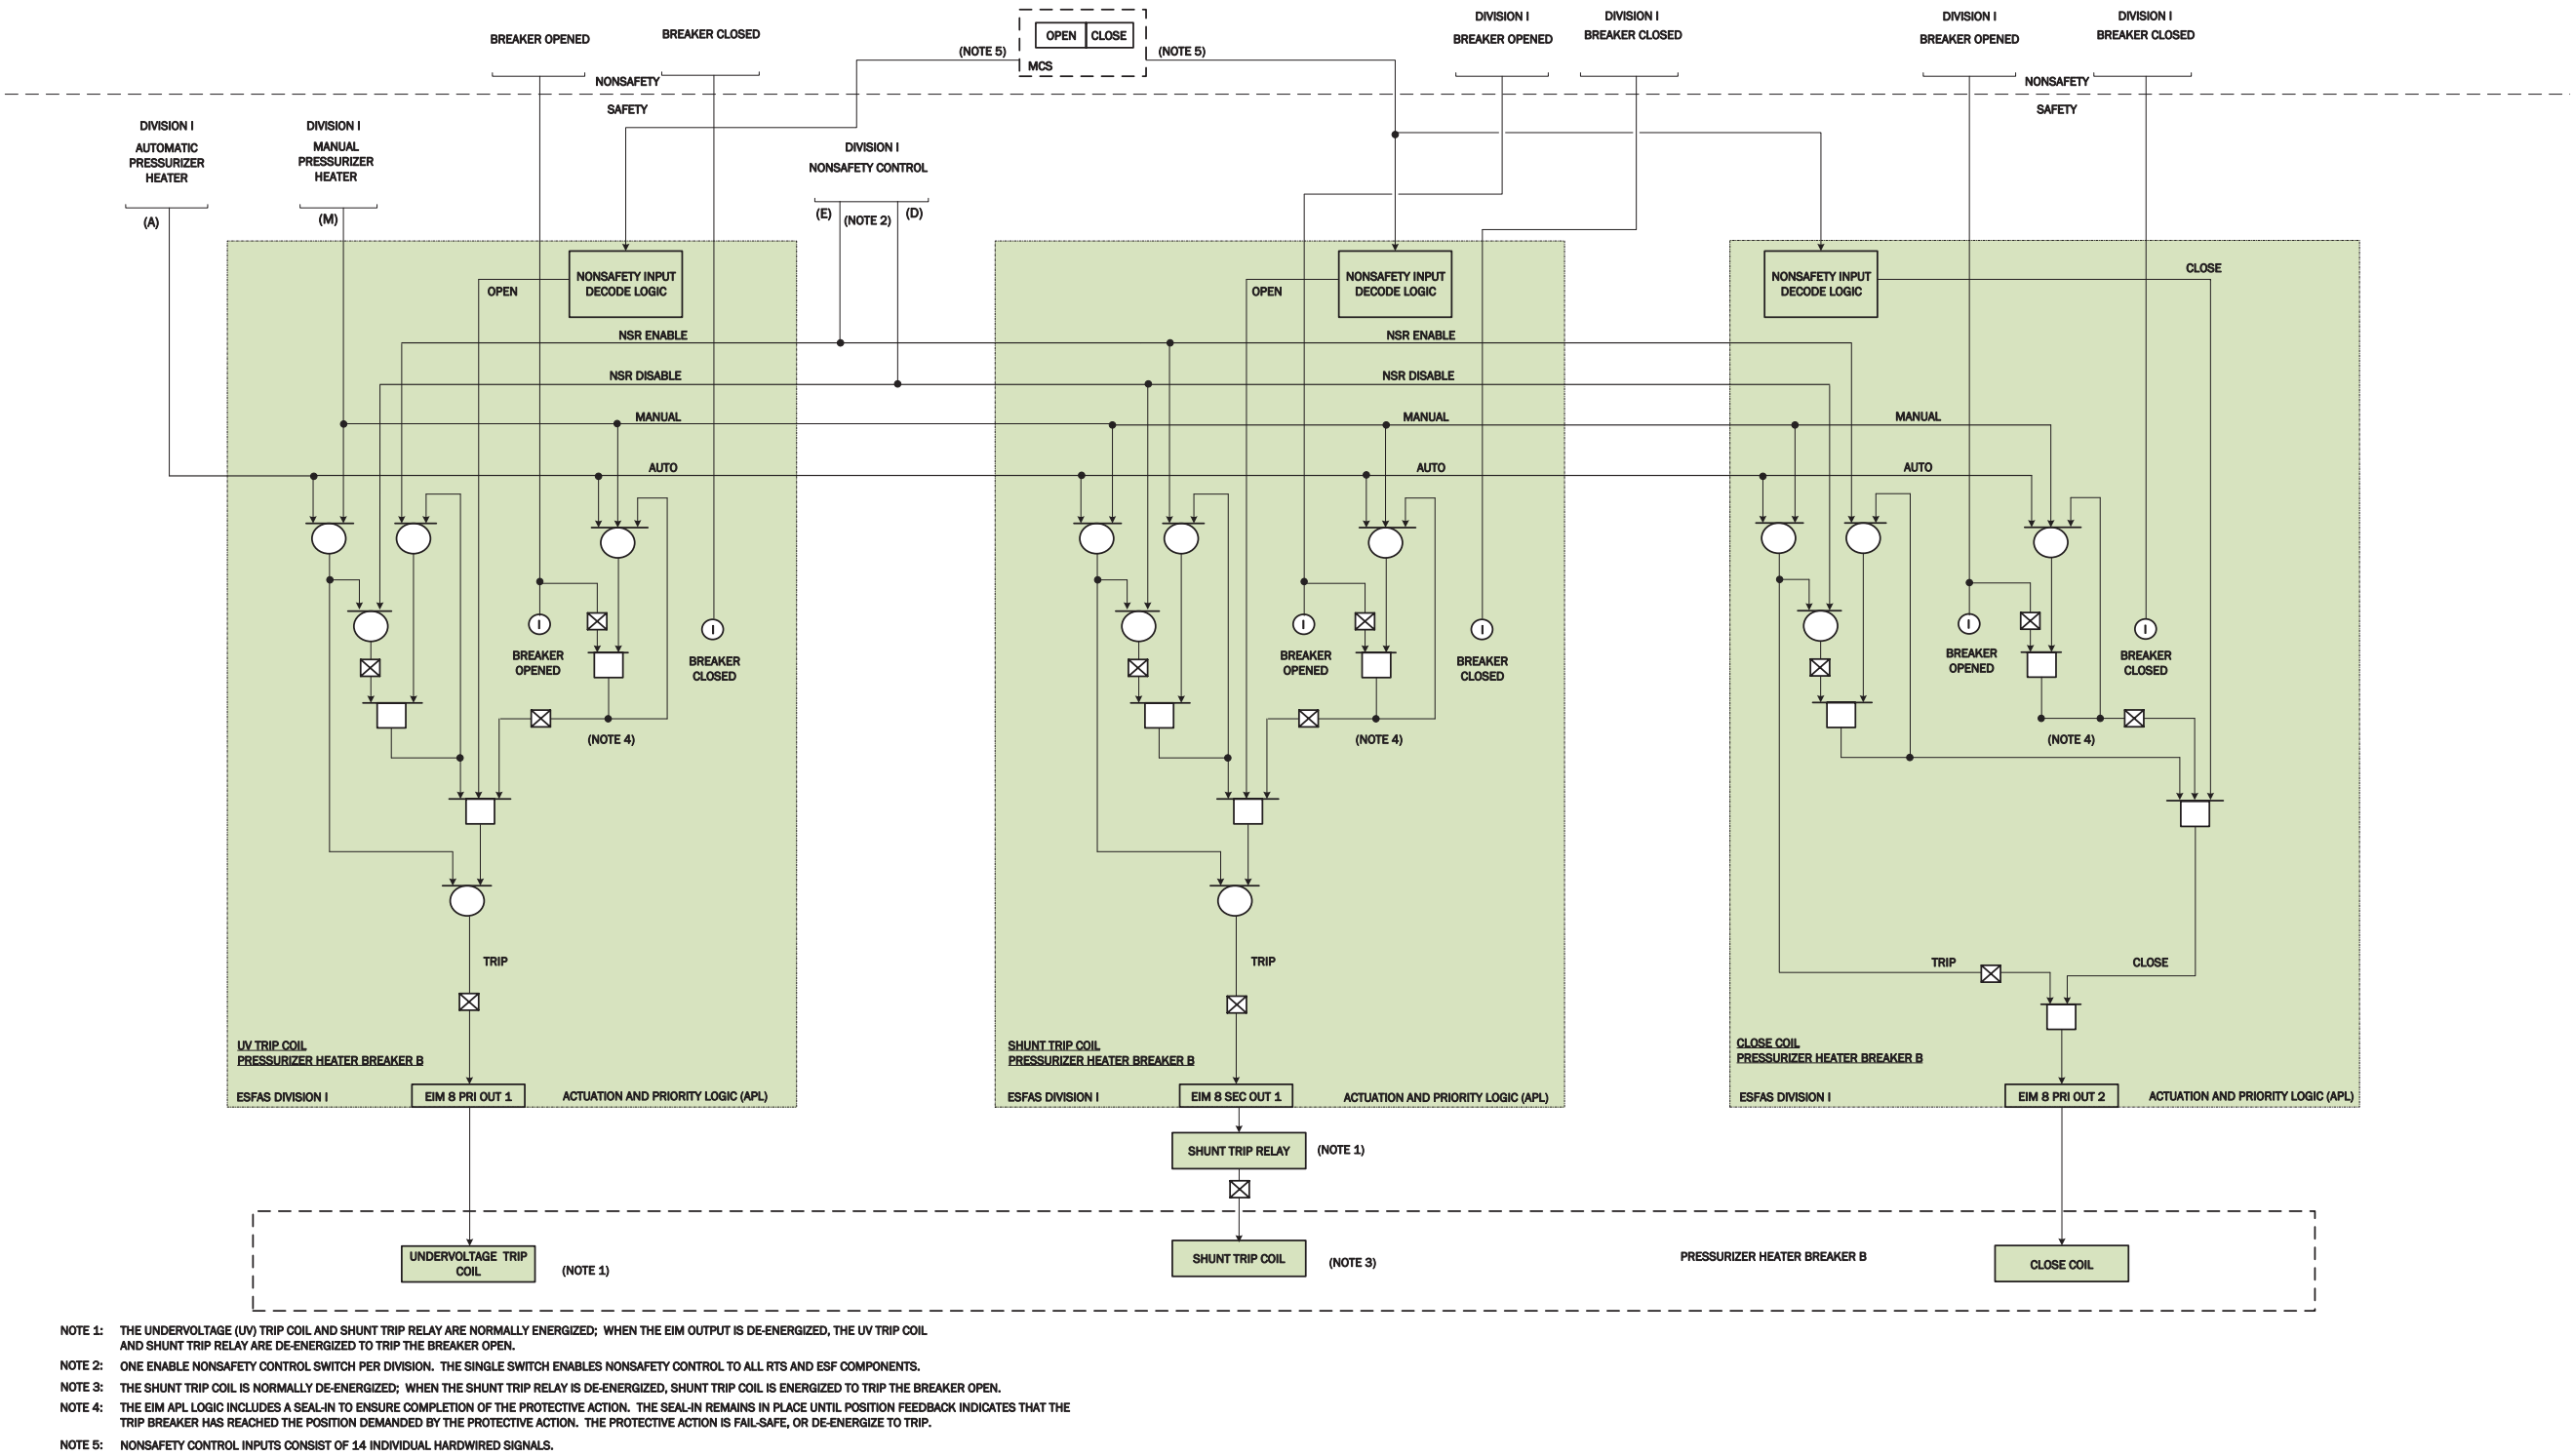 BREAKER OPENED
BREAKER CLOSED
(NOTE 5)
OPEN
CLOSE
MCS
(NOTE 5)
DIVISION I
BREAKER OPENED
DIVISION I
BREAKER CLOSED
DIVISION I
BREAKER OPENED
DIVISION I
BREAKER CLOSED
NONSAFETY
SAFETY
NONSAFETY
SAFETY
DIVISION I
AUTOMATIC
PRESSURIZER
HEATER
(A)
DIVISION I
MANUAL
PRESSURIZER
HEATER
(M)
DIVISION I
NONSAFETY CONTROL
(E)
(NOTE 2)
(D)
NONSAFETY INPUT
DECODE LOGIC
OPEN
NSR ENABLE
NSR DISABLE
MANUAL
AUTO
I
BREAKER
OPENED
I
BREAKER
CLOSED
(NOTE 4)
TRIP
UV TRIP COIL
PRESSURIZER HEATER BREAKER B
ESFAS DIVISION I
EIM 8 PRI OUT 1
ACTUATION AND PRIORITY LOGIC (APL)
NONSAFETY INPUT
DECODE LOGIC
OPEN
NSR ENABLE
NSR DISABLE
MANUAL
AUTO
I
BREAKER
OPENED
I
BREAKER
CLOSED
(NOTE 4)
TRIP
SHUNT TRIP COIL
PRESSURIZER HEATER BREAKER B
ESFAS DIVISION I
EIM 8 SEC OUT 1
ACTUATION AND PRIORITY LOGIC (APL)
NONSAFETY INPUT
DECODE LOGIC
CLOSE
MANUAL
AUTO
I
BREAKER
OPENED
I
BREAKER
CLOSED
(NOTE 4)
TRIP
CLOSE
CLOSE COIL
PRESSURIZER HEATER BREAKER B
ESFAS DIVISION I
EIM 8 PRI OUT 2
ACTUATION AND PRIORITY LOGIC (APL)
SHUNT TRIP RELAY
(NOTE 1)
UNDERVOLTAGE TRIP
COIL
(NOTE 1)
SHUNT TRIP COIL
(NOTE 3)
PRESSURIZER HEATER BREAKER B
CLOSE COIL
NOTE 1: THE UNDERVOLTAGE (UV) TRIP COIL AND SHUNT TRIP RELAY ARE NORMALLY ENERGIZED; WHEN THE EIM OUTPUT IS DE-ENERGIZED, THE UV TRIP COIL
AND SHUNT TRIP RELAY ARE DE-ENERGIZED TO TRIP THE BREAKER OPEN.
NOTE 2: ONE ENABLE NONSAFETY CONTROL SWITCH PER DIVISION. THE SINGLE SWITCH ENABLES NONSAFETY CONTROL TO ALL RTS AND ESF COMPONENTS.
NOTE 3: THE SHUNT TRIP COIL IS NORMALLY DE-ENERGIZED; WHEN THE SHUNT TRIP RELAY IS DE-ENERGIZED, SHUNT TRIP COIL IS ENERGIZED TO TRIP THE BREAKER OPEN.
NOTE 4: THE EIM APL LOGIC INCLUDES A SEAL-IN TO ENSURE COMPLETION OF THE PROTECTIVE ACTION. THE SEAL-IN REMAINS IN PLACE UNTIL POSITION FEEDBACK INDICATES THAT THE
TRIP BREAKER HAS REACHED THE POSITION DEMANDED BY THE PROTECTIVE ACTION. THE PROTECTIVE ACTION IS FAIL-SAFE, OR DE-ENERGIZE TO TRIP.
NOTE 5: NONSAFETY CONTROL INPUTS CONSIST OF 14 INDIVIDUAL HARDWIRED SIGNALS.